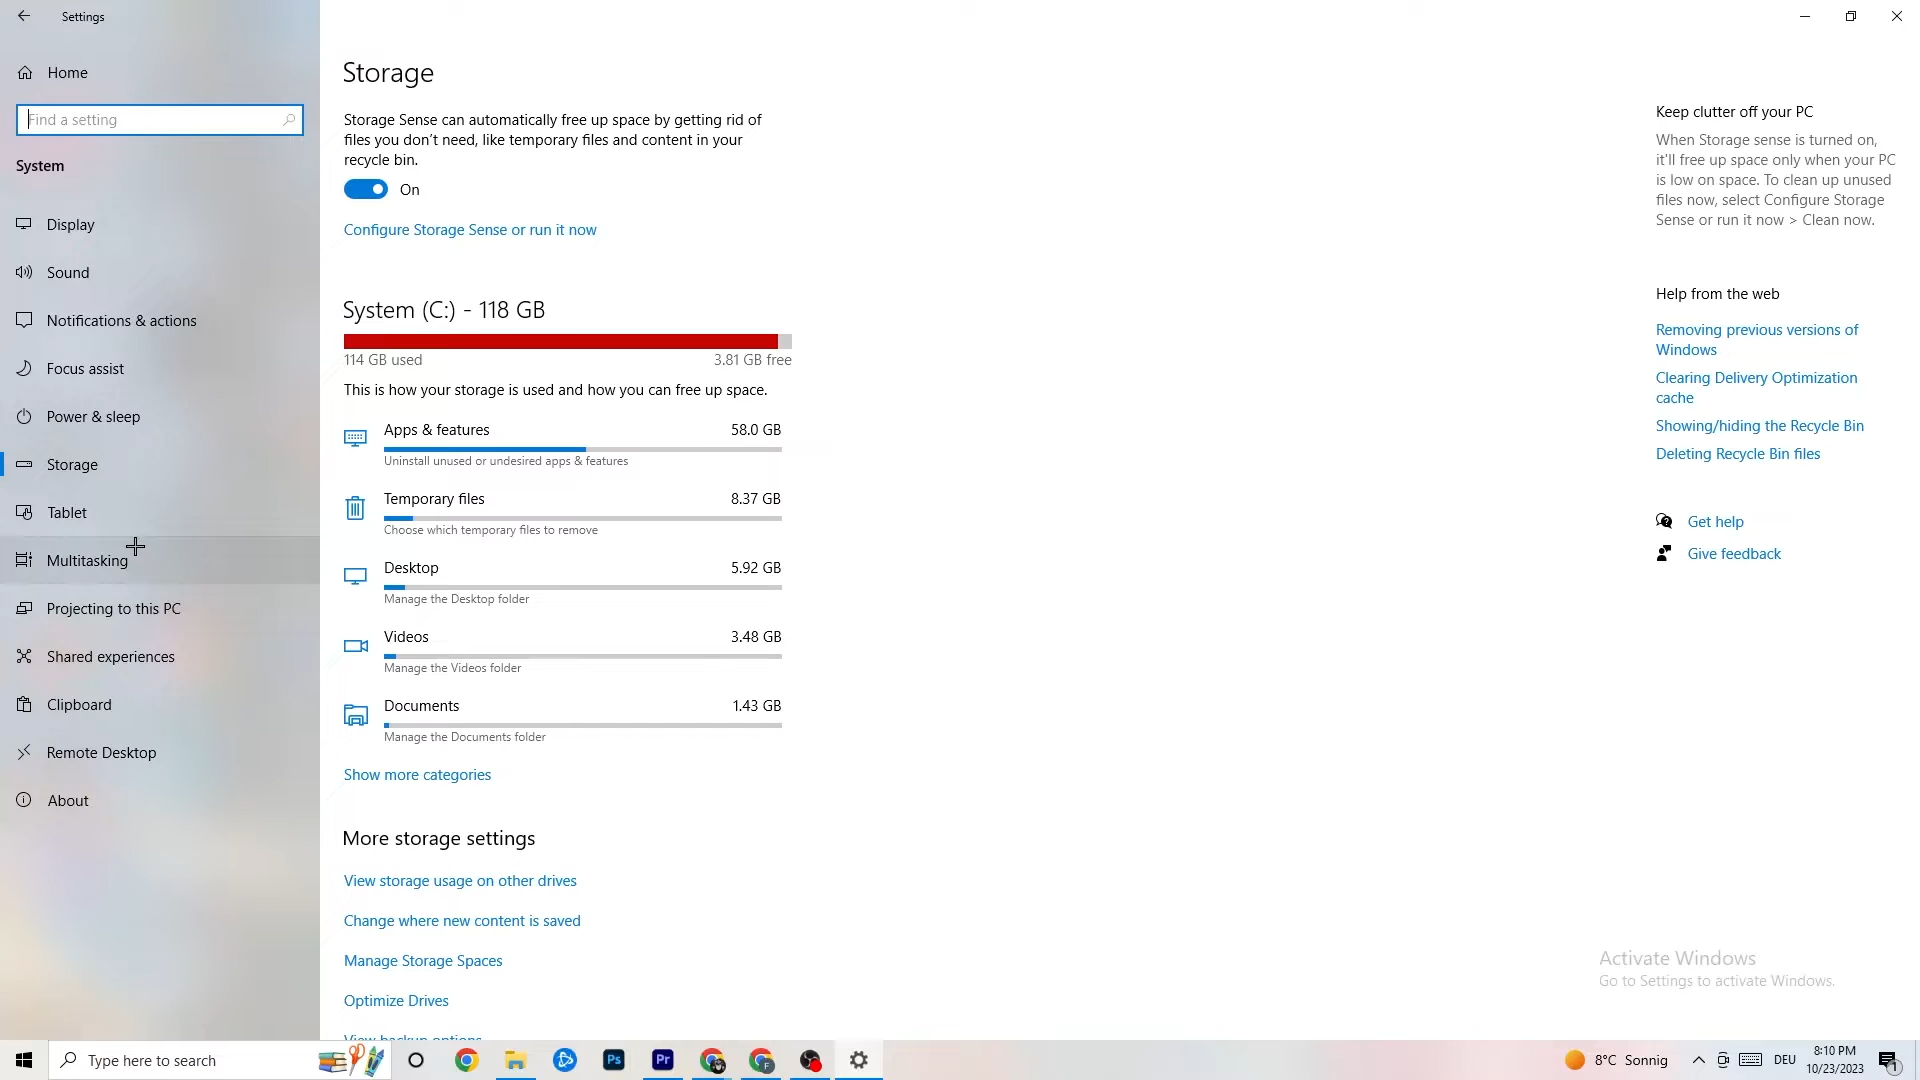 Settings
Home
Find a setting
System
Display
Sound
Notifications & actions
Focus assist
Power & sleep
Storage
Tablet
Multitasking
Projecting to this PC
Shared experiences
Clipboard
Remote Desktop
About
Storage
Storage Sense can automatically free up space by getting rid of
files you don’t need, like temporary files and content in your
recycle bin.
On
Configure Storage Sense or run it now
System (C:) - 118 GB
114 GB used 3.81 GB free
This is how your storage is used and how you can free up space.
Apps & features 58.0 GB
Uninstall unused or undesired apps & features
Temporary files 8.37 GB
Choose which temporary files to remove
Desktop 5.92 GB
Manage the Desktop folder
Videos 3.48 GB
Manage the Videos folder
Documents 1.43 GB
Manage the Documents folder
Show more categories
More storage settings
View storage usage on other drives
Change where new content is saved
Manage Storage Spaces
Optimize Drives
View backup options
Keep clutter off your PC
When Storage sense is turned on,
it'll free up space only when your PC
is low on space. To clean up unused
files now, select Configure Storage
Sense or run it now > Clean now.
Help from the web
Removing previous versions of
Windows
Clearing Delivery Optimization
cache
Showing/hiding the Recycle Bin
Deleting Recycle Bin files
Get help
Give feedback
Activate Windows
Go to Settings to activate Windows.
Type here to search
Ps
Pr
F
8°C Sonnig
DEU
8:10 PM
10/23/2023
1